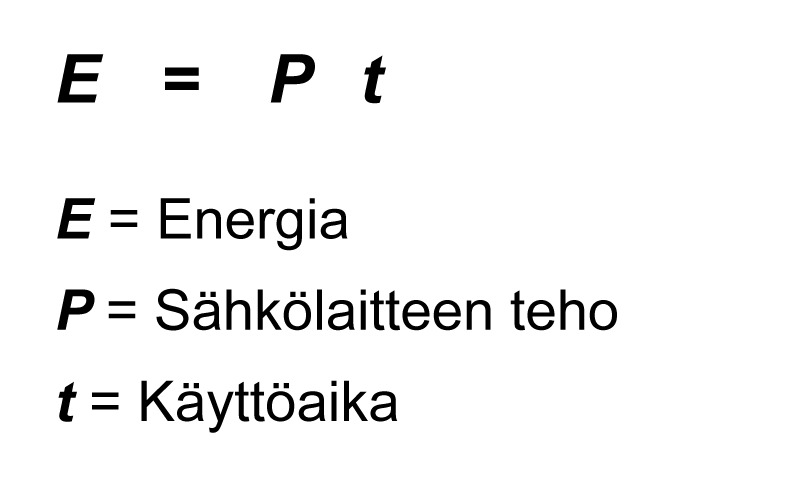 E = P t
E = Energia
P = Sähkölaitteen teho
t = Käyttöaika